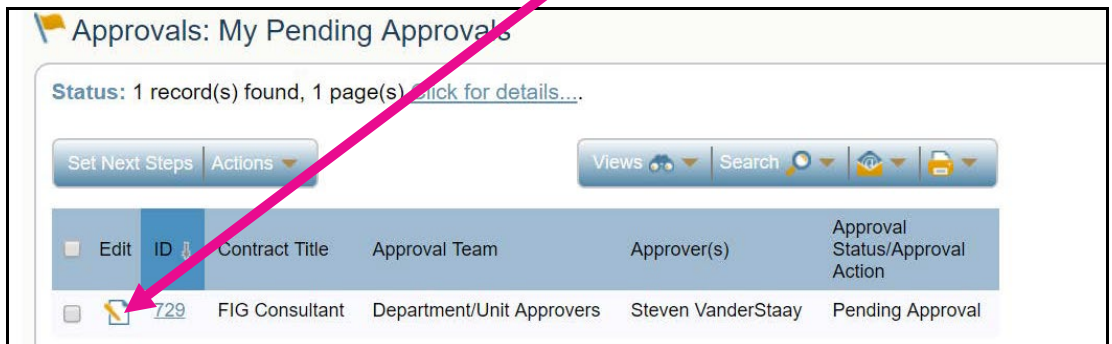 Approvals: My Pending Approvals
Status: 1 record(s) found, 1 page(s) Click for details....
Set Next Steps Actions Views Search
Edit ID Contract Title Approval Team Approver(s) Approval Status/Approval Action
729 FIG Consultant Department/Unit Approvers Steven VanderStaay Pending Approval